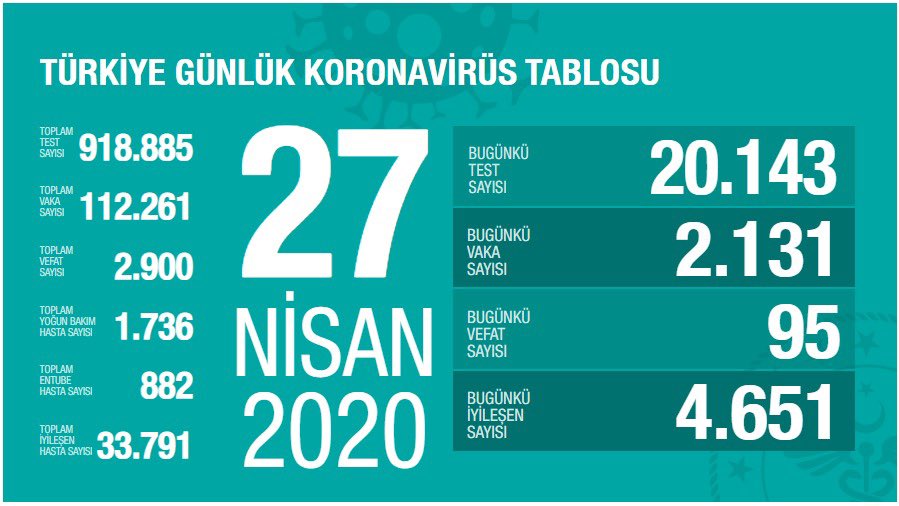 TÜRKİYE GÜNLÜK KORONAVİRÜS TABLOSU
TOPLAM
TEST
SAYISI
918.885
TOPLAM
VAKA
SAYISI
112.261
TOPLAM
VEFAT
SAYISI
2.900
TOPLAM
YOĞUN BAKIM
HASTA SAYISI
1.736
TOPLAM
ENTUBE
HASTA SAYISI
882
TOPLAM
İYİLEŞEN
HASTA SAYISI
33.791
27
NİSAN
2020
BUGÜNKÜ
TEST
SAYISI
20.143
BUGÜNKÜ
VAKA
SAYISI
2.131
BUGÜNKÜ
VEFAT
SAYISI
95
BUGÜNKÜ
İYİLEŞEN
SAYISI
4.651